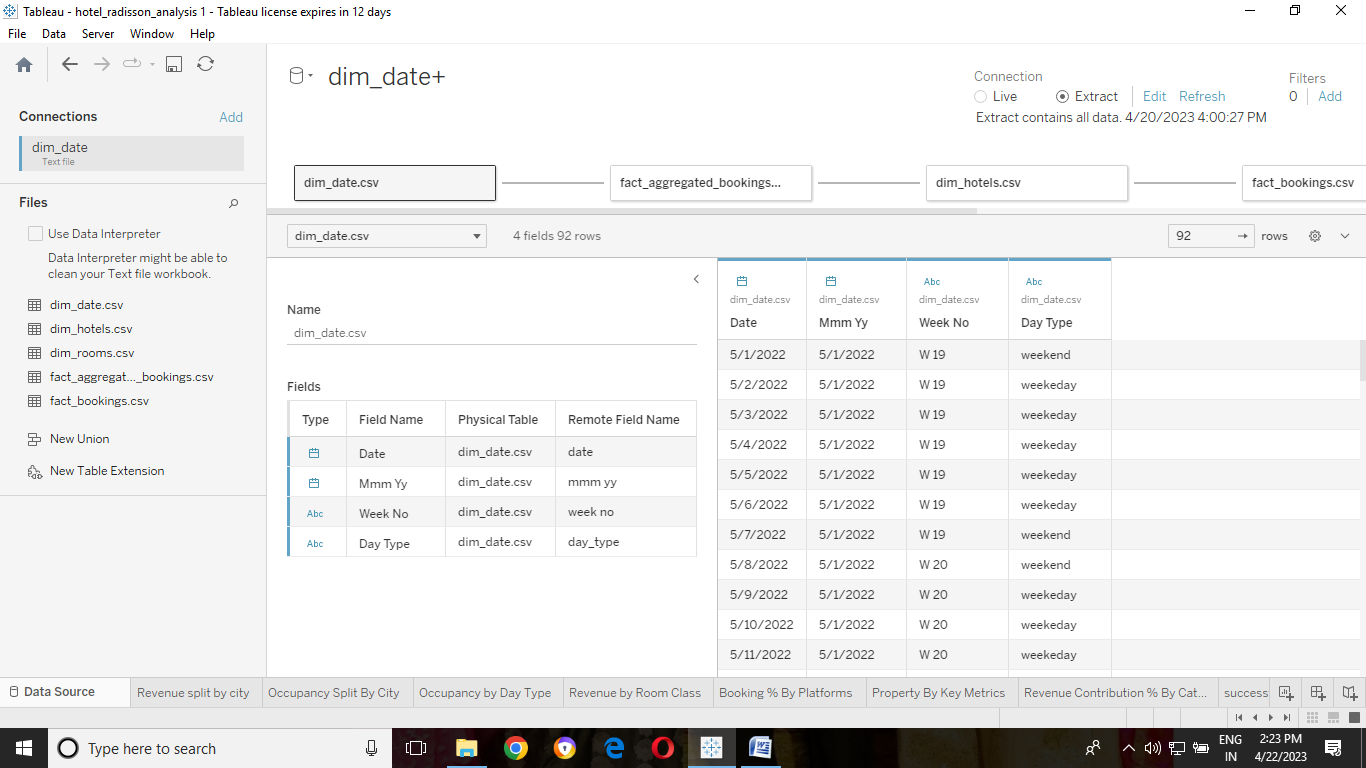 Tableau - hotel_radisson_analysis 1 - Tableau license expires in 12 days
File Data Server Window Help
Connections Add
dim_date
Text file
Files
Use Data Interpreter
Data Interpreter might be able to
clean your Text file workbook.
dim_date.csv
dim_hotels.csv
dim_rooms.csv
fact_aggregat..._bookings.csv
fact_bookings.csv
New Union
New Table Extension
dim_date+
Connection
Live Extract Edit Refresh
Extract contains all data. 4/20/2023 4:00:27 PM
Filters
0 Add
dim_date.csv fact_aggregated_bookings... dim_hotels.csv fact_bookings.csv
dim_date.csv 4 fields 92 rows 92 rows
Name
dim_date.csv
Fields
Type Field Name Physical Table Remote Field Name
Date dim_date.csv date
Mmm Yy dim_date.csv mmm yy
Abc Week No dim_date.csv week no
Abc Day Type dim_date.csv day_type
Abc Abc
dim_date.csv dim_date.csv dim_date.csv dim_date.csv
Date Mmm Yy Week No Day Type
5/1/2022 5/1/2022 W 19 weekend
5/2/2022 5/1/2022 W 19 weekeday
5/3/2022 5/1/2022 W 19 weekeday
5/4/2022 5/1/2022 W 19 weekeday
5/5/2022 5/1/2022 W 19 weekeday
5/6/2022 5/1/2022 W 19 weekeday
5/7/2022 5/1/2022 W 19 weekend
5/8/2022 5/1/2022 W 20 weekend
5/9/2022 5/1/2022 W 20 weekeday
5/10/2022 5/1/2022 W 20 weekeday
5/11/2022 5/1/2022 W 20 weekeday
Data Source Revenue split by city Occupancy Split By City Occupancy by Day Type Revenue by Room Class Booking % By Platforms Property By Key Metrics Revenue Contribution % By Cat... success
Type here to search
ENG
IN
2:23 PM
4/22/2023